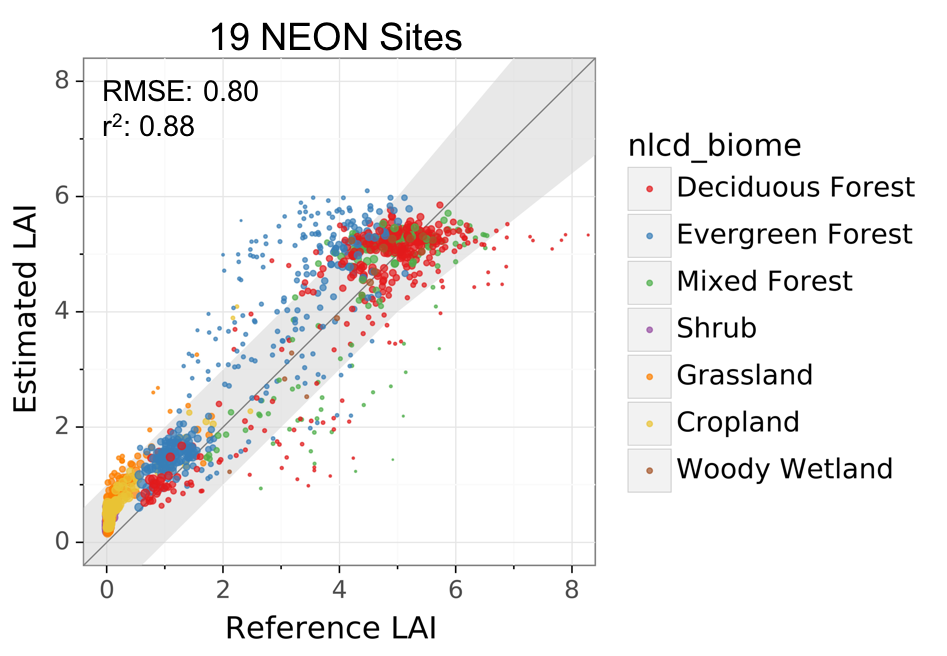 19 NEON Sites
RMSE: 0.80
r²: 0.88
8
6
4
2
0
Estimated LAI
0 2 4 6 8
Reference LAI
nlcd_biome
Deciduous Forest
Evergreen Forest
Mixed Forest
Shrub
Grassland
Cropland
Woody Wetland